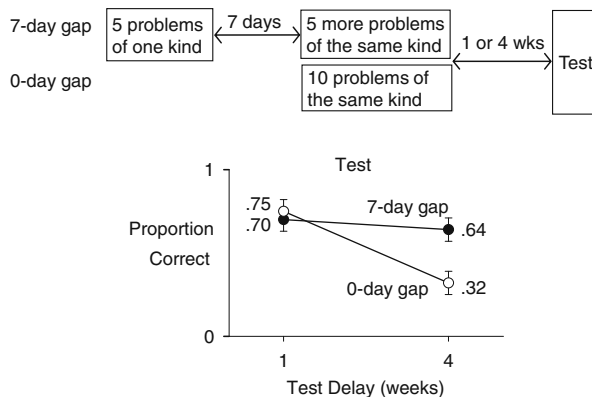 7-day gap
5 problems
of one kind
7 days
5 more problems
of the same kind
1 or 4 wks
Test
0-day gap
10 problems of
the same kind
Test
1
.75
.70
7-day gap
.64
Proportion
Correct
0-day gap
.32
0
1
4
Test Delay (weeks)